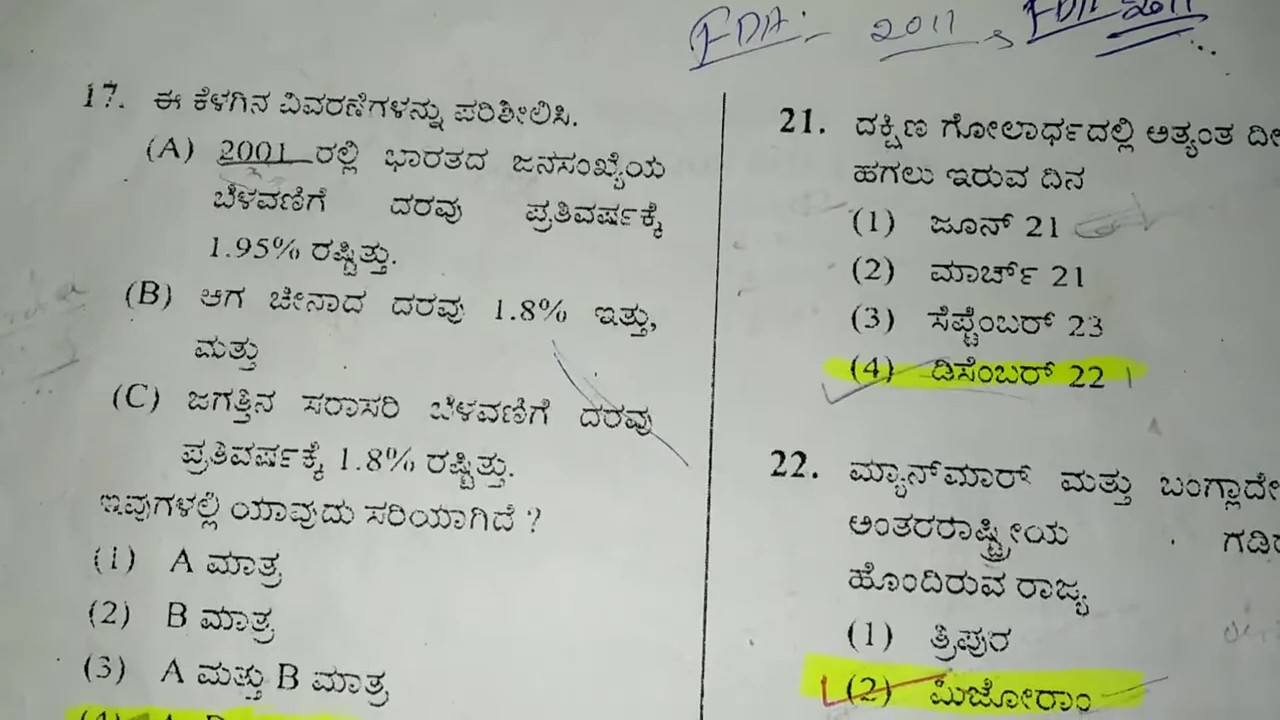 FDA:- 2011, FDA 2011
17. ಈ ಕೆಳಗಿನ ವಿವರಣೆಗಳನ್ನು ಪರಿಶೀಲಿಸಿ.
(A) 2001 ರಲ್ಲಿ ಭಾರತದ ಜನಸಂಖ್ಯೆಯ
ಬೆಳವಣಿಗೆ ದರವು ಪ್ರತಿವರ್ಷಕ್ಕೆ
1.95% ರಷ್ಟಿತ್ತು.
(B) ಆಗ ಚೀನಾದ ದರವು 1.8% ಇತ್ತು,
ಮತ್ತು
(C) ಜಗತ್ತಿನ ಸರಾಸರಿ ಬೆಳವಣಿಗೆ ದರವು
ಪ್ರತಿವರ್ಷಕ್ಕೆ 1.8% ರಷ್ಟಿತ್ತು.
ಇವುಗಳಲ್ಲಿ ಯಾವುದು ಸರಿಯಾಗಿದೆ ?
(1) A ಮಾತ್ರ
(2) B ಮಾತ್ರ
(3) A ಮತ್ತು B ಮಾತ್ರ
21. ದಕ್ಷಿಣ ಗೋಲಾರ್ಧದಲ್ಲಿ ಅತ್ಯಂತ
ಹಗಲು ಇರುವ ದಿನ
(1) ಜೂನ್ 21
(2) ಮಾರ್ಚ್ 21
(3) ಸೆಪ್ಟೆಂಬರ್ 23
(4) ಡಿಸೆಂಬರ್ 22
22. ಮ್ಯಾನ್‌ಮಾರ್ ಮತ್ತು ಬಂಗ್ಲಾದೇ
ಅಂತರರಾಷ್ಟ್ರೀಯ ಗಡಿ
ಹೊಂದಿರುವ ರಾಜ್ಯ
(1) ತ್ರಿಪುರ
(2) ಮಿಜೋರಾಂ